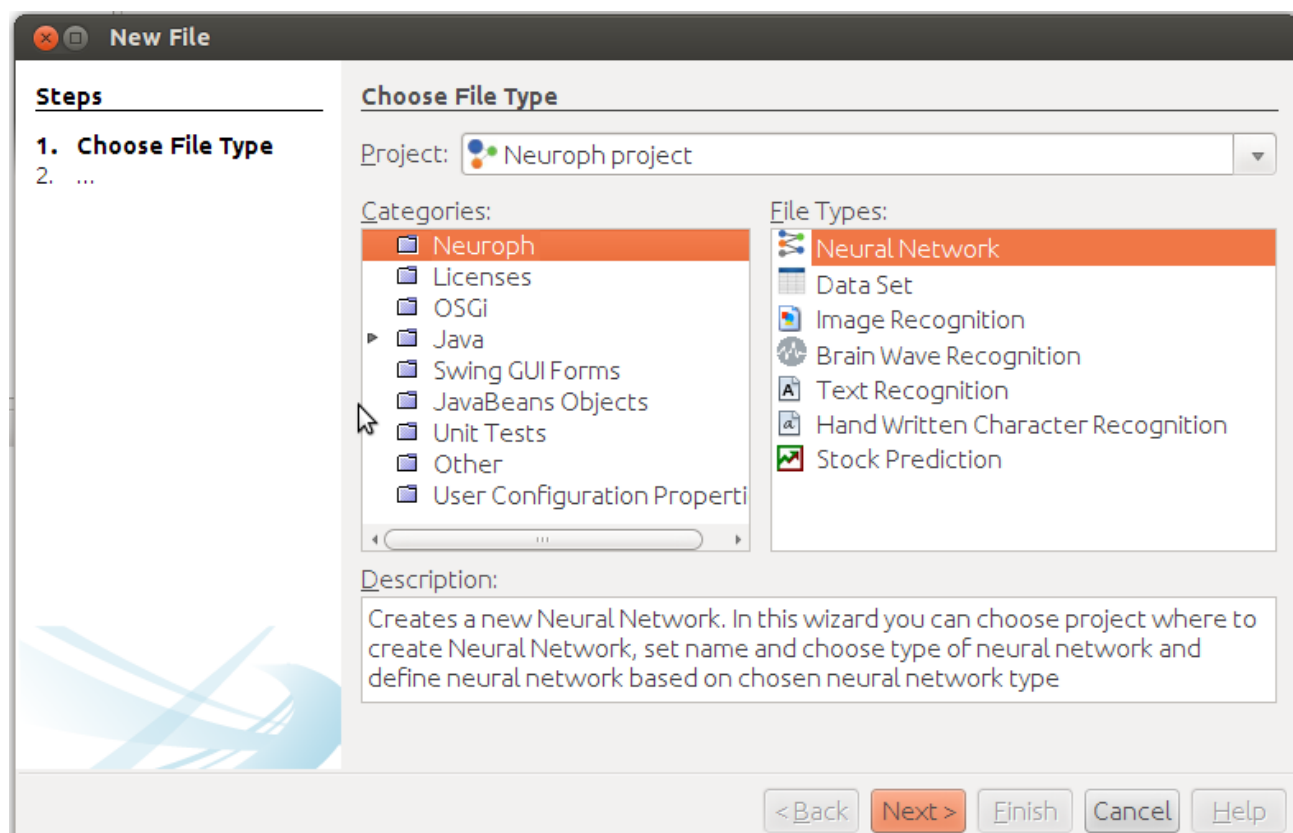 New File
Steps
1. Choose File Type
2. ...
Choose File Type
Project: Neuroph project
Categories:
Neuroph
Licenses
OSGi
Java
Swing GUI Forms
JavaBeans Objects
Unit Tests
Other
User Configuration Properti
File Types:
Neural Network
Data Set
Image Recognition
Brain Wave Recognition
Text Recognition
Hand Written Character Recognition
Stock Prediction
Description:
Creates a new Neural Network. In this wizard you can choose project where to
create Neural Network, set name and choose type of neural network and
define neural network based on chosen neural network type
< Back Next > Finish Cancel Help